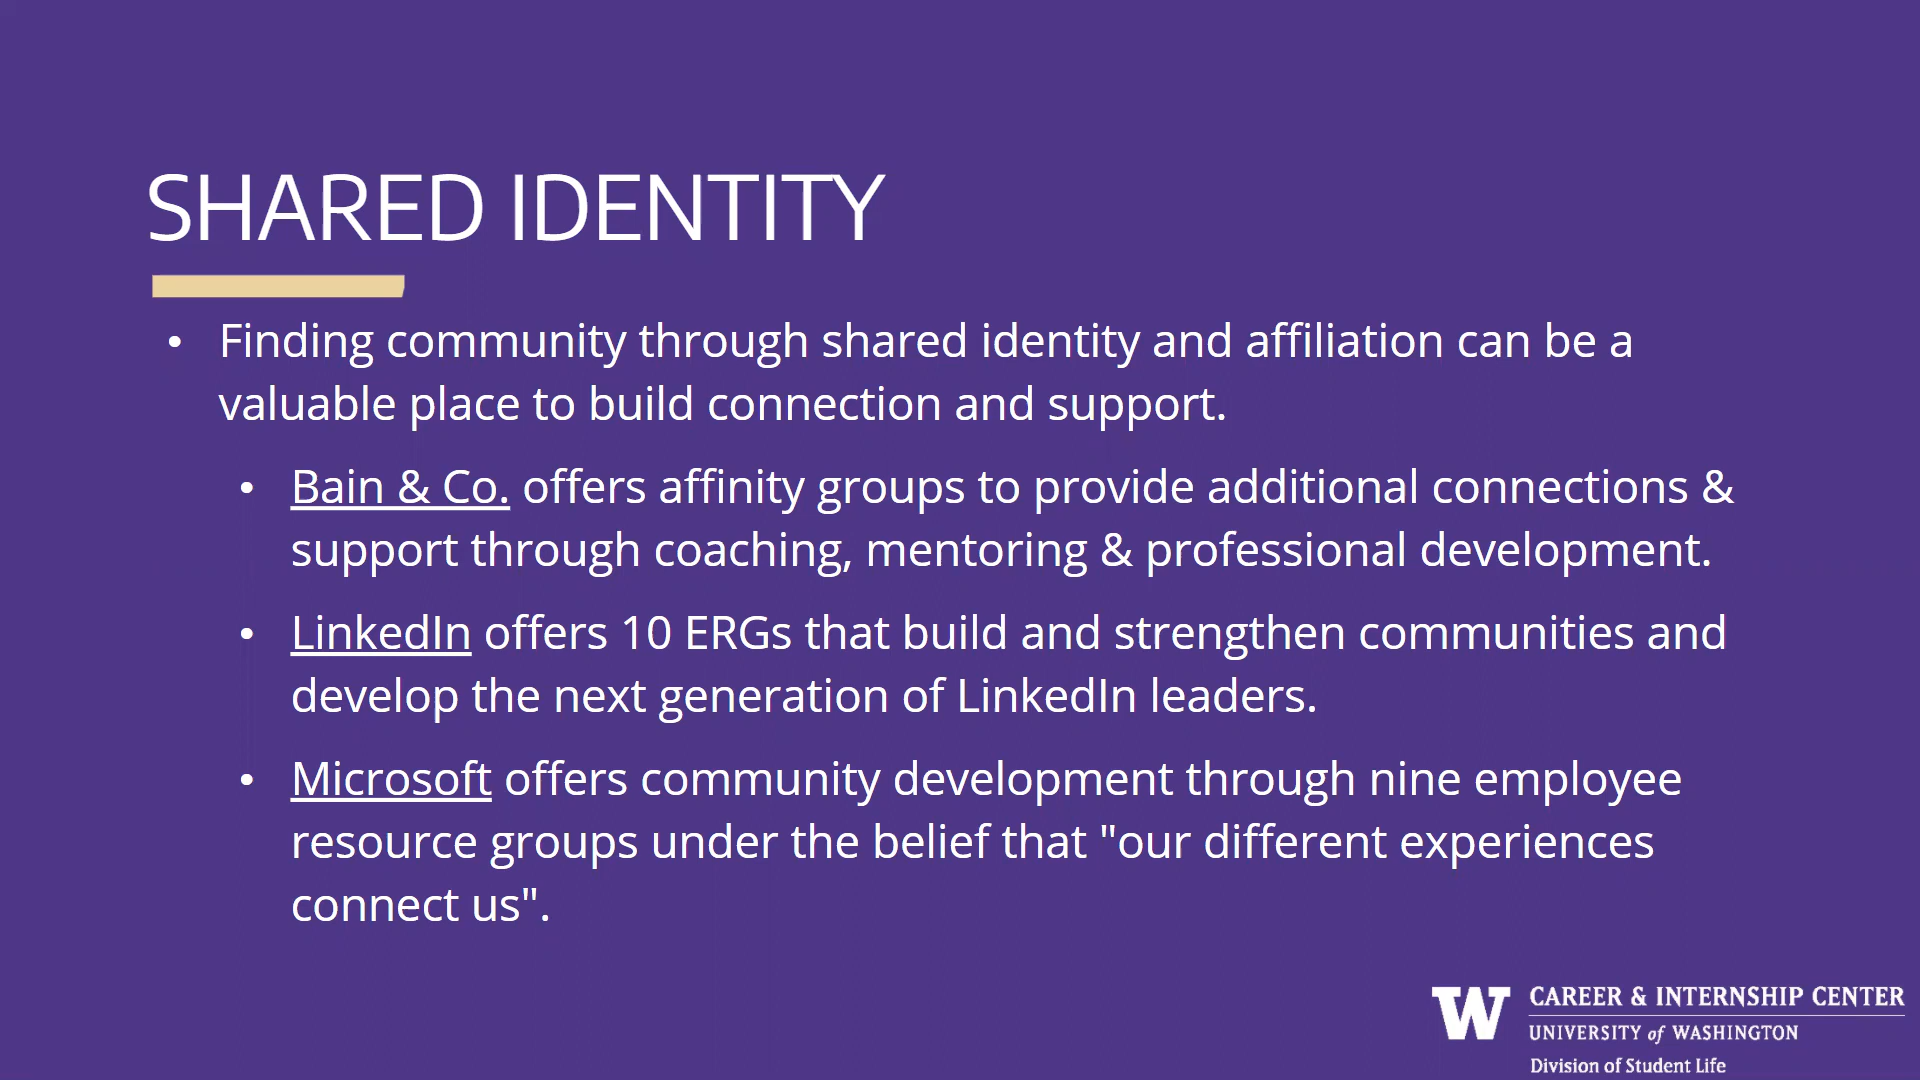 SHARED IDENTITY
• Finding community through shared identity and affiliation can be a
valuable place to build connection and support.
• Bain & Co. offers affinity groups to provide additional connections &
support through coaching, mentoring & professional development.
• LinkedIn offers 10 ERGs that build and strengthen communities and
develop the next generation of LinkedIn leaders.
• Microsoft offers community development through nine employee
resource groups under the belief that "our different experiences
connect us".
W CAREER & INTERNSHIP CENTER
UNIVERSITY of WASHINGTON
Division of Student Life